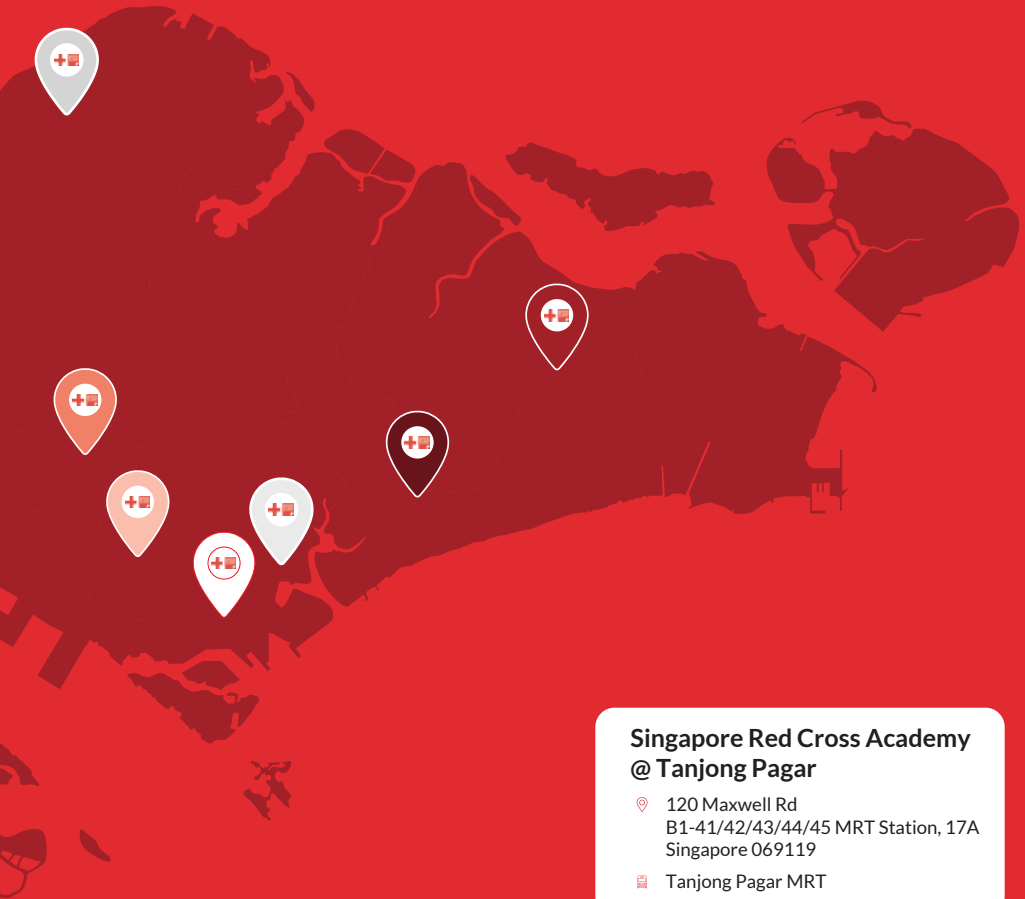 Singapore Red Cross Academy
@ Tanjong Pagar
120 Maxwell Rd
B1-41/42/43/44/45 MRT Station, 17A
Singapore 069119
Tanjong Pagar MRT